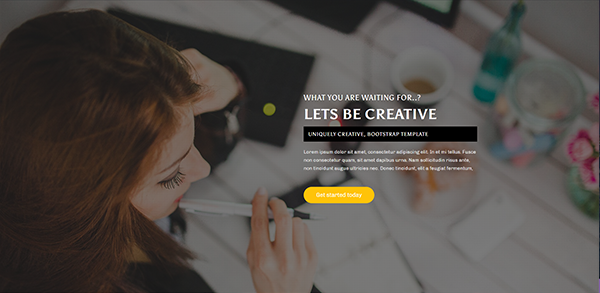 WHAT YOU ARE WAITING FOR..?
LETS BE CREATIVE
UNIQUELY CREATIVE, BOOTSTRAP TEMPLATE
Lorem ipsum dolor sit amet, consectetur adipiscing elit. In et mi tellus. Fusce
non consectetur quam, sit amet dapibus urna. Nam sollicitudin risus ante,
non tincidunt augue ultricies nec. Donec tincidunt, elit a feugiat fermentum,
Get started today